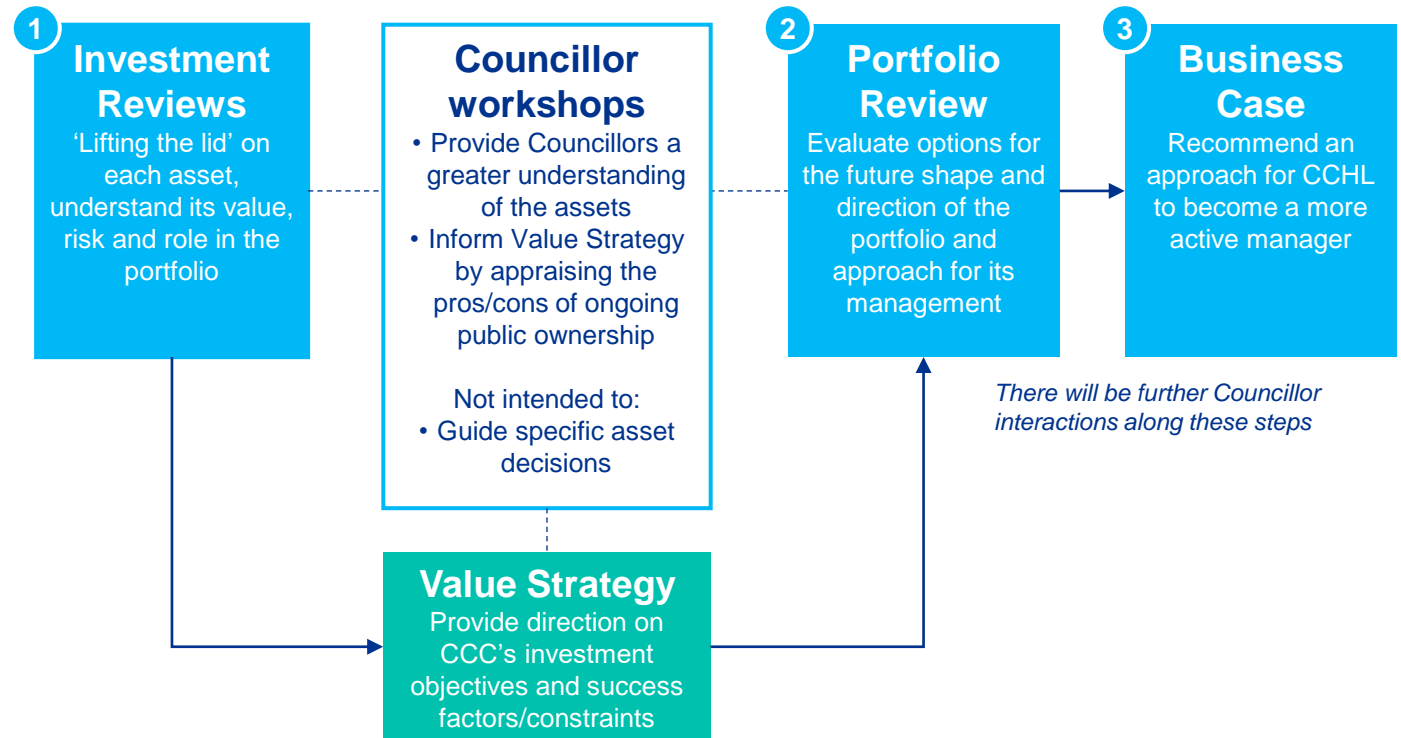 1
Investment
Reviews
‘Lifting the lid’ on
each asset,
understand its value,
risk and role in the
portfolio
Councillor
workshops
• Provide Councillors a
greater understanding
of the assets
• Inform Value Strategy
by appraising the
pros/cons of ongoing
public ownership
Not intended to:
• Guide specific asset
decisions
2
Portfolio
Review
Evaluate options for
the future shape and
direction of the
portfolio and
approach for its
management
3
Business
Case
Recommend an
approach for CCHL
to become a more
active manager
There will be further Councillor
interactions along these steps
Value Strategy
Provide direction on
CCC’s investment
objectives and success
factors/constraints